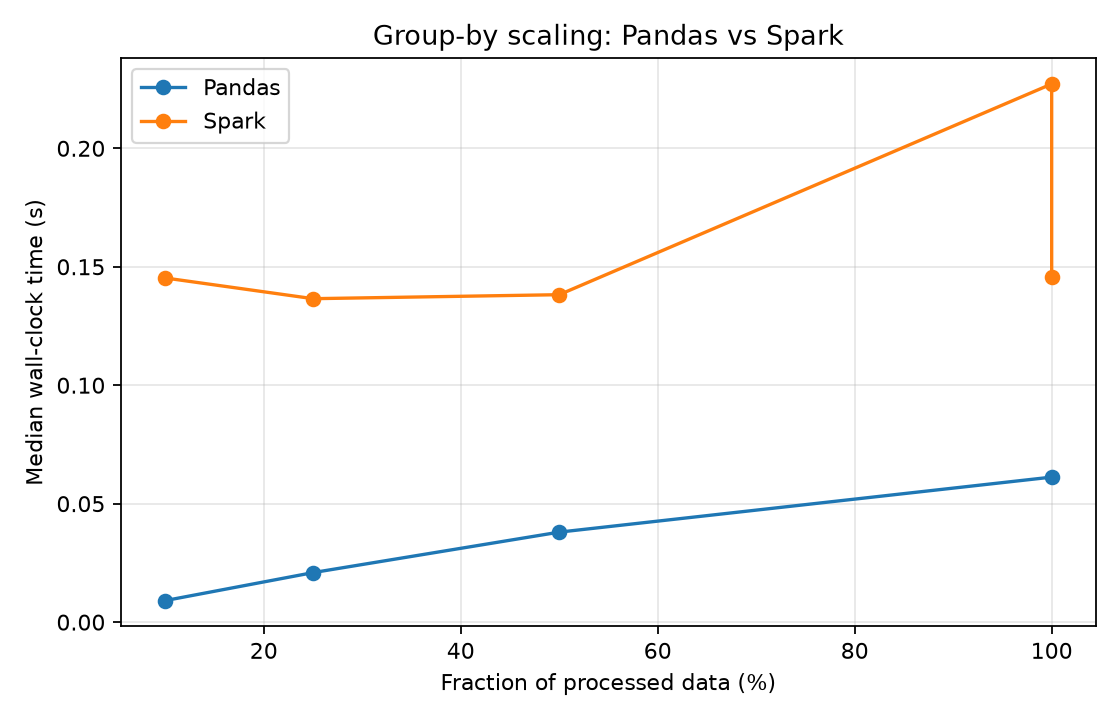 Group-by scaling: Pandas vs Spark
Pandas
Spark
Median wall-clock time (s)
0.20
0.15
0.10
0.05
0.00
20 40 60 80 100
Fraction of processed data (%)